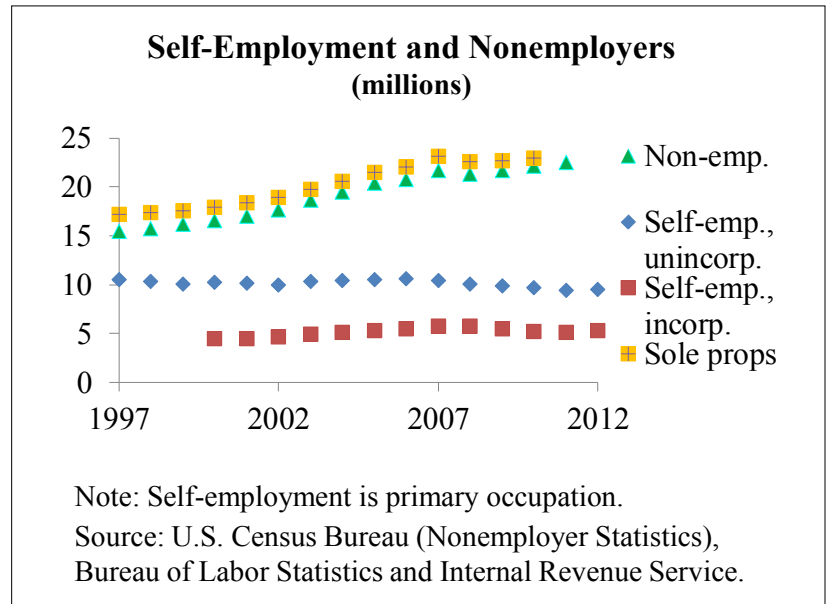 Self-Employment and Nonemployers
(millions)
25
20
15
10
5
0
1997
2002
2007
2012
Non-emp.
Self-emp.,
unincorp.
Self-emp.,
incorp.
Sole props
Note: Self-employment is primary occupation.
Source: U.S. Census Bureau (Nonemployer Statistics),
Bureau of Labor Statistics and Internal Revenue Service.